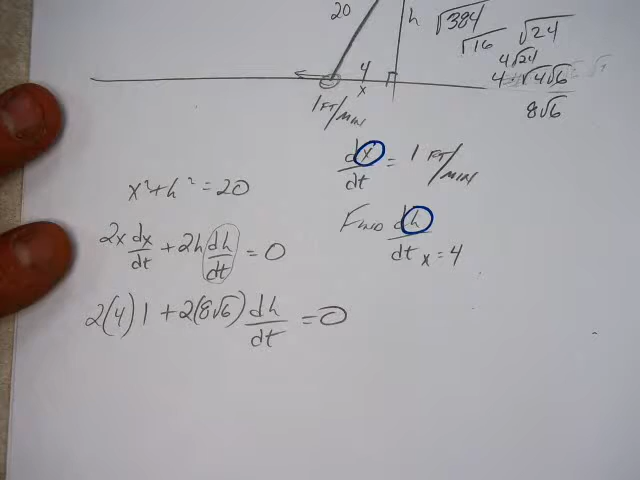 20
h
√384
√16 √24
4√24
4 √4√6
8√6
4
x
1 FT/MIN
dx/dt = 1 FT/MIN
x² + h² = 20
FIND dh/dt x=4
2x dx/dt + 2h dh/dt = 0
2(4) 1 + 2(8√6) dh/dt = 0